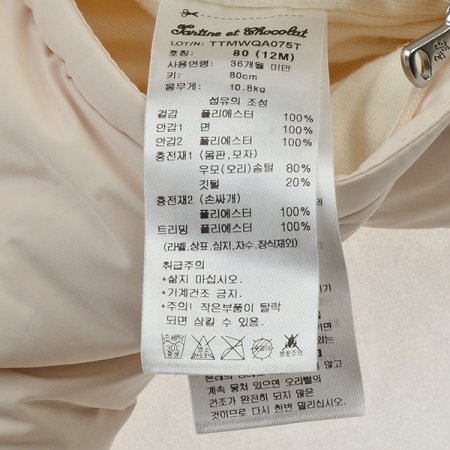 Tartine et Chocolat
LOT/N: TTMWQA075T
호칭: 80 (12M)
사용연령: 36개월 미만
키: 80cm
몸무게: 10.8kg
섬유의 조성
겉감 폴리에스터 100%
안감1 면 100%
안감2 폴리에스터 100%
충전재1 (몸판,모자)
우모(오리) 솜털 80%
깃털 20%
충전재2 (손싸개)
폴리에스터 100%
트리밍 폴리에스터 100%
(라벨,상표,심지,자수,장식제외)
취급주의
*삶지 마십시오.
*기계건조 금지.
*주의! 작은부품이 탈락
되면 삼킬 수 있음.
않고
계속 뭉쳐 있으면 오리털의
건조가 완전히 되지 않은
것이므로 다시 한번 말리십시오.